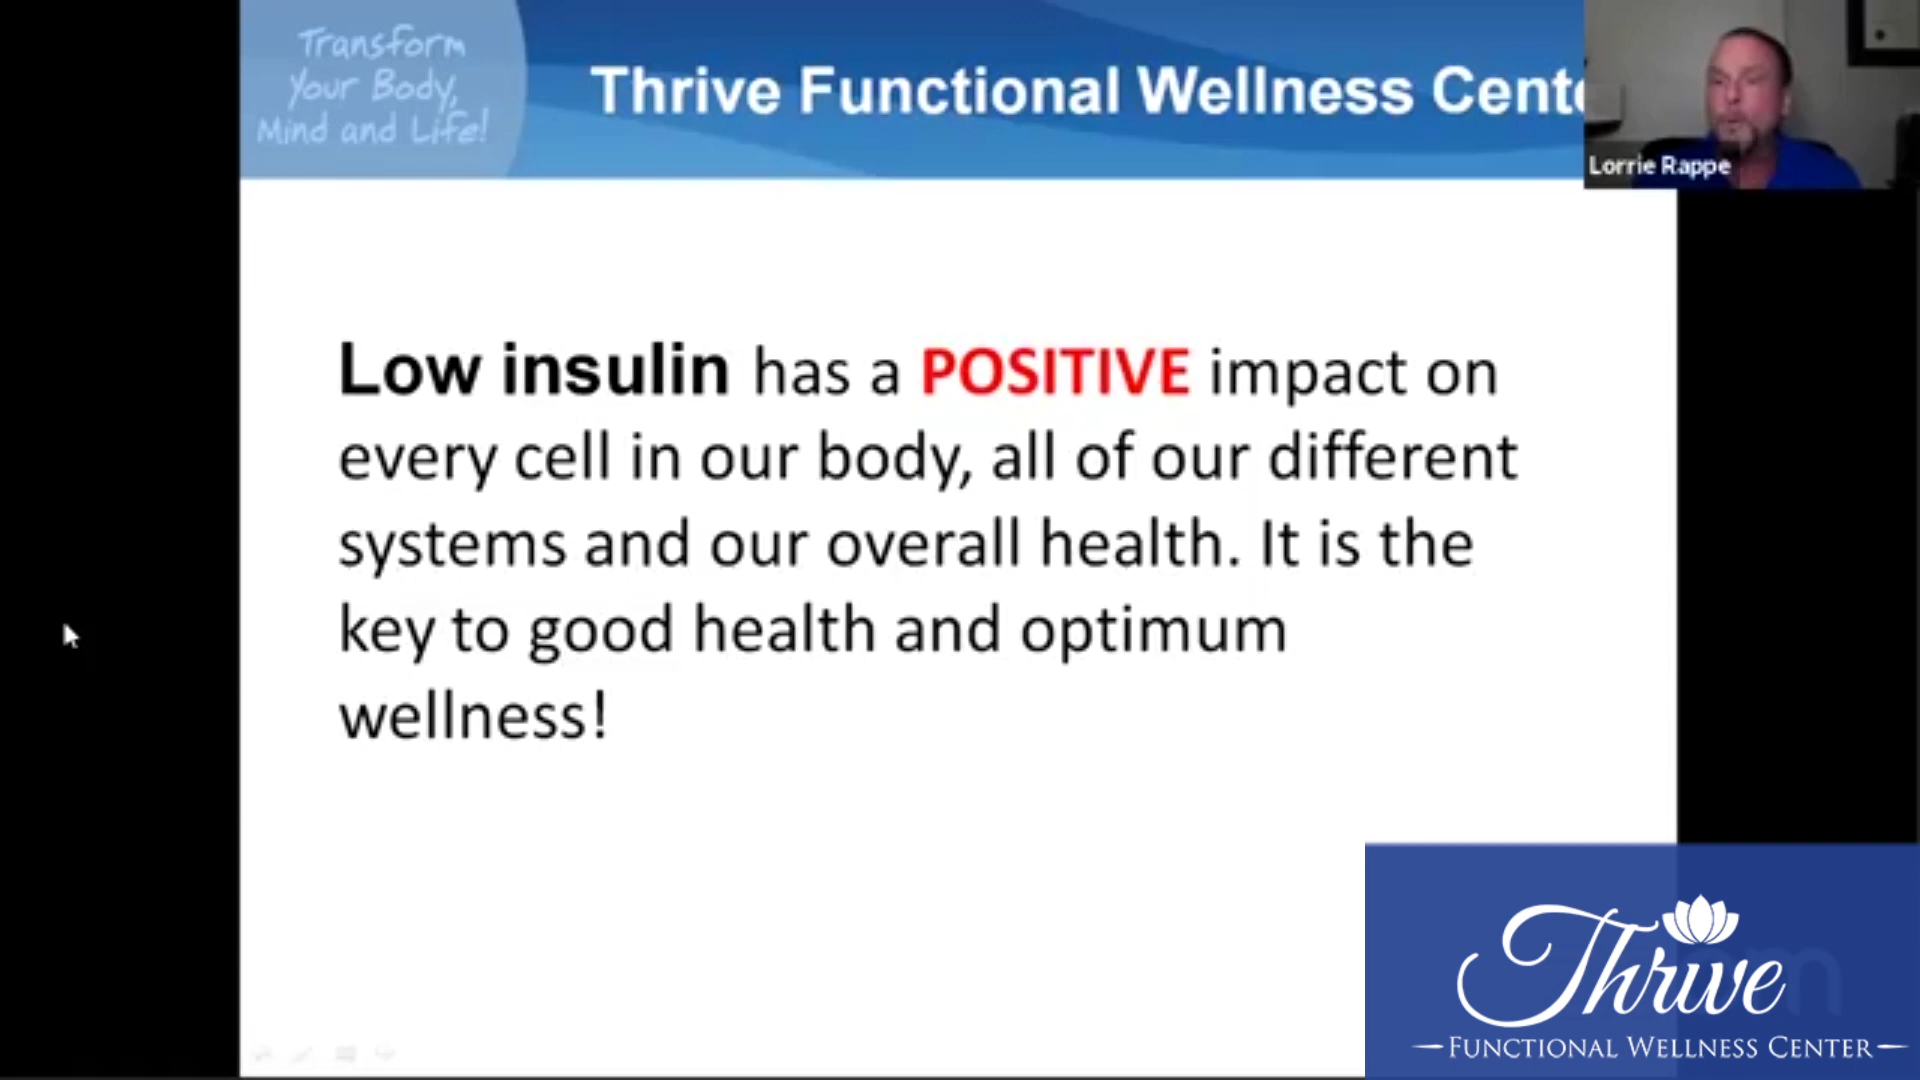 Transform
Your Body,
Mind and Life!
Thrive Functional Wellness Cente
Lorrie Rappe
Low insulin has a POSITIVE impact on
every cell in our body, all of our different
systems and our overall health. It is the
key to good health and optimum
wellness!
Thrive
FUNCTIONAL WELLNESS CENTER